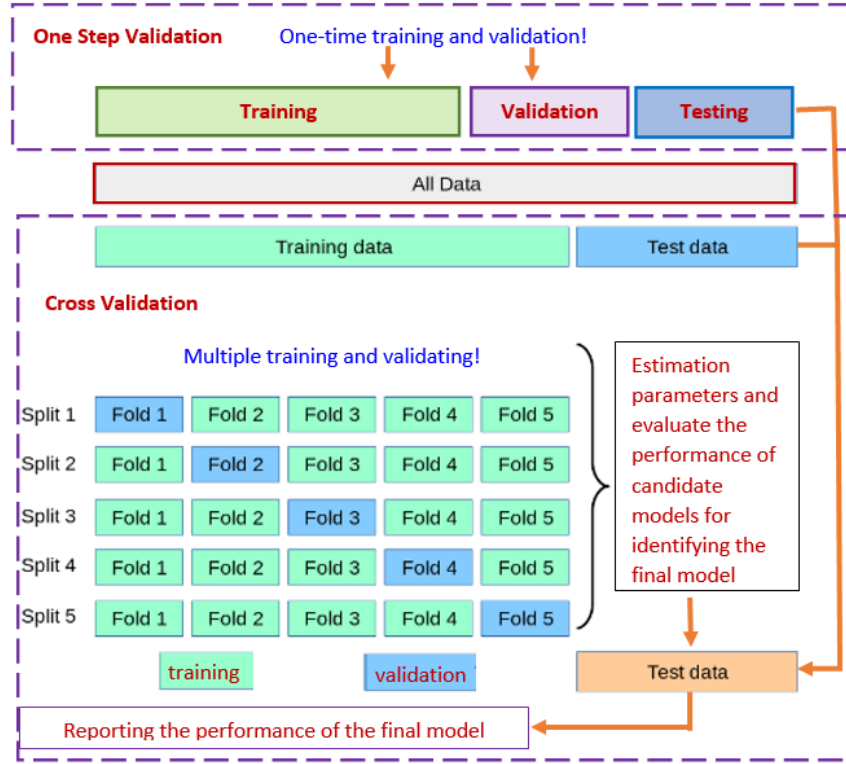 One Step Validation
One-time training and validation!
Training
Validation
Testing
All Data
Training data
Test data
Cross Validation
Multiple training and validating!
Split 1
Fold 1
Fold 2
Fold 3
Fold 4
Fold 5
Split 2
Fold 1
Fold 2
Fold 3
Fold 4
Fold 5
Split 3
Fold 1
Fold 2
Fold 3
Fold 4
Fold 5
Split 4
Fold 1
Fold 2
Fold 3
Fold 4
Fold 5
Split 5
Fold 1
Fold 2
Fold 3
Fold 4
Fold 5
Estimation
parameters and
evaluate the
performance of
candidate
models for
identifying the
final model
training
validation
Test data
Reporting the performance of the final model